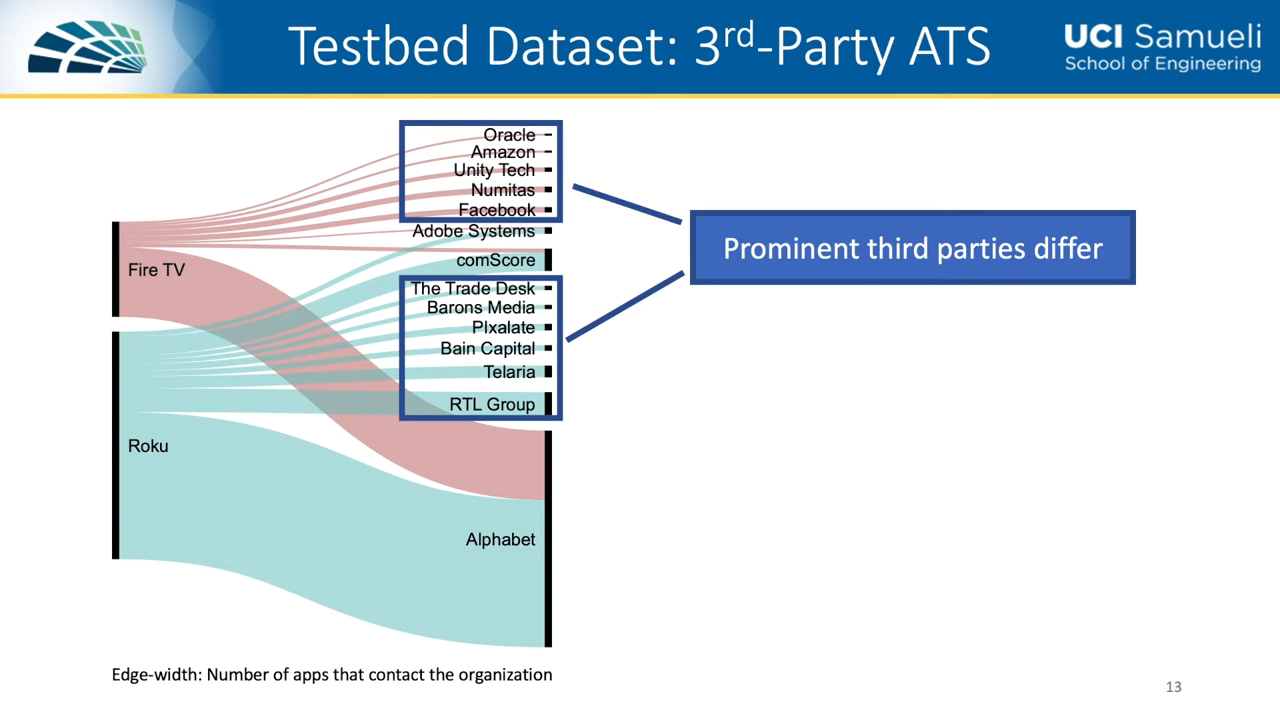 Testbed Dataset: 3rd-Party ATS
UCI Samueli
School of Engineering
Oracle
Amazon
Unity Tech
Numitas
Facebook
Adobe Systems
comScore
The Trade Desk
Barons Media
PIxalate
Bain Capital
Telaria
RTL Group
Alphabet
Fire TV
Roku
Prominent third parties differ
Edge-width: Number of apps that contact the organization
13